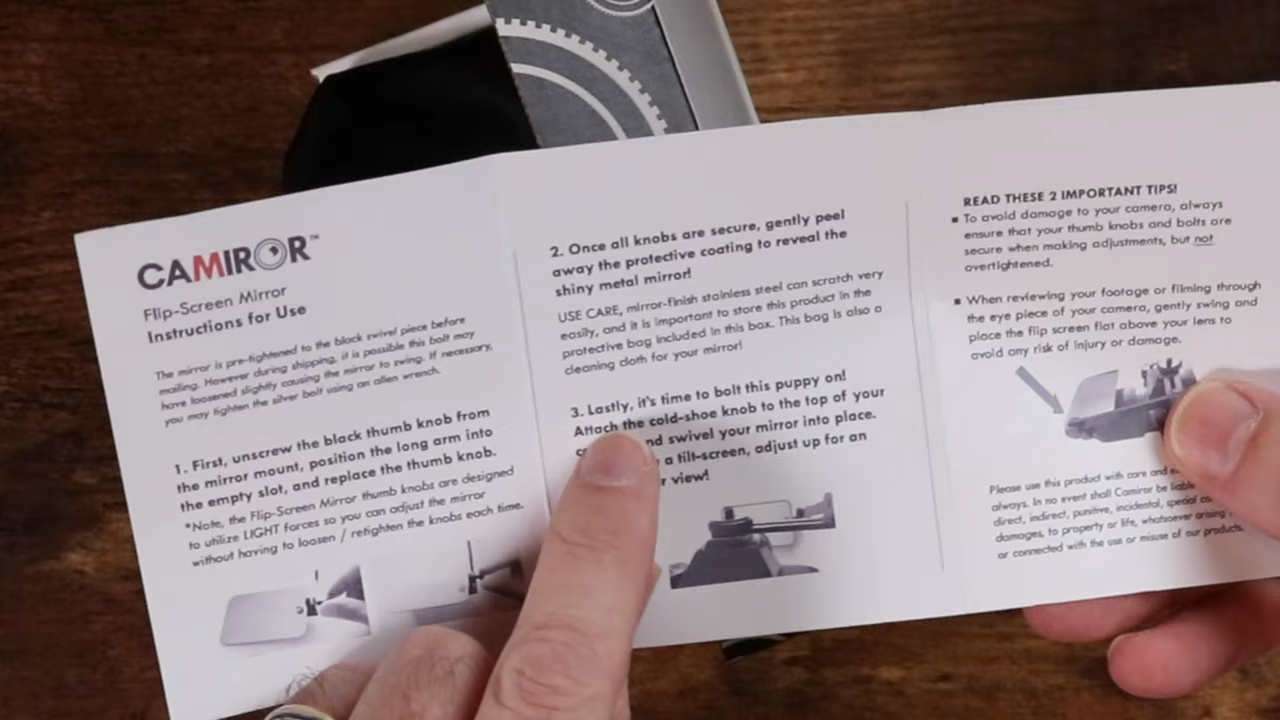 CAMIROR™
Flip-Screen Mirror
Instructions for Use
The mirror is pre-tightened to the black swivel piece before
mailing. However during shipping, it is possible this bolt may
have loosened slightly causing the mirror to swing. If necessary,
you may tighten the silver bolt using an allen wrench.
1. First, unscrew the black thumb knob from
the mirror mount, position the long arm into
the empty slot, and replace the thumb knob.
*Note, the Flip-Screen Mirror thumb knobs are designed
to utilize LIGHT forces so you can adjust the mirror
without having to loosen / retighten the knobs each time.
2. Once all knobs are secure, gently peel
away the protective coating to reveal the
shiny metal mirror!
USE CARE, mirror-finish stainless steel can scratch very
easily, and it is important to store this product in the
protective bag included in this box. This bag is also a
cleaning cloth for your mirror!
3. Lastly, it's time to bolt this puppy on!
Attach the cold-shoe knob to the top of your
nd swivel your mirror into place.
a tilt-screen, adjust up for an
r view!
READ THESE 2 IMPORTANT TIPS!
▪ To avoid damage to your camera, always
ensure that your thumb knobs and bolts are
secure when making adjustments, but not
overtightened.
▪ When reviewing your footage or filming through
the eye piece of your camera, gently swing and
place the flip screen flat above your lens to
avoid any risk of injury or damage.
Please use this product with care and
always. In no event shall Camiror be liable
direct, indirect, punitive, incidental, special
damages, to property or life, whatsoever arising
or connected with the use or misuse of our products.